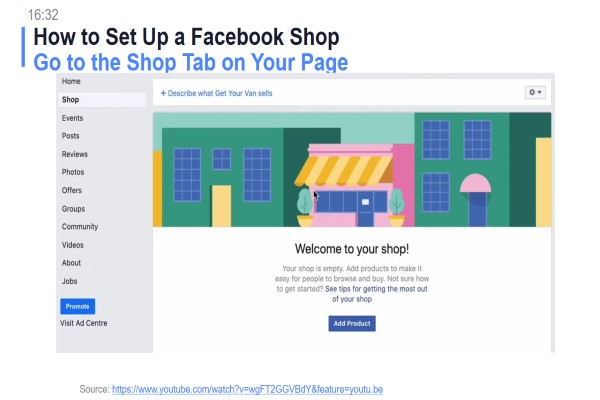 16:32
How to Set Up a Facebook Shop
Go to the Shop Tab on Your Page
Home
Shop
Events
Posts
Reviews
Photos
Offers
Groups
Community
Videos
About
Jobs
Promote
Visit Ad Centre
+ Describe what Get Your Van sells
Welcome to your shop!
Your shop is empty. Add products to make it
easy for people to browse and buy. Not sure how
to get started? See tips for getting the most out
of your shop
Add Product
Source: https://www.youtube.com/watch?v=wgFT2GGVBdY&feature=youtu.be